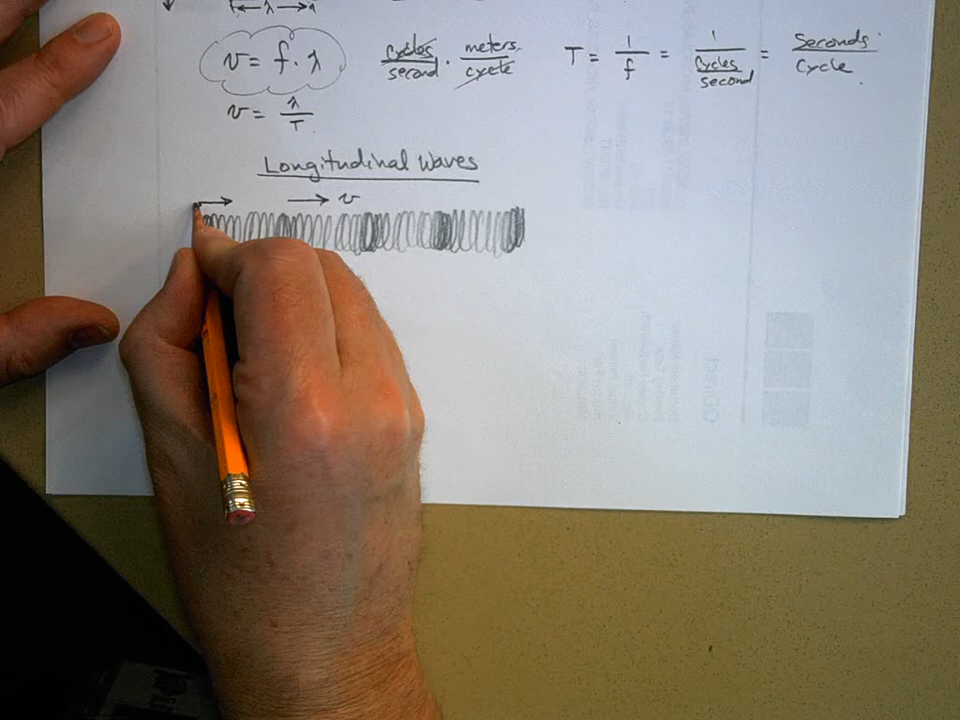 λ
v = f · λ
cycles/second · meters/cycle
T = 1/f = 1/(cycles/second) = seconds/cycle
v = λ/T
Longitudinal Waves
v